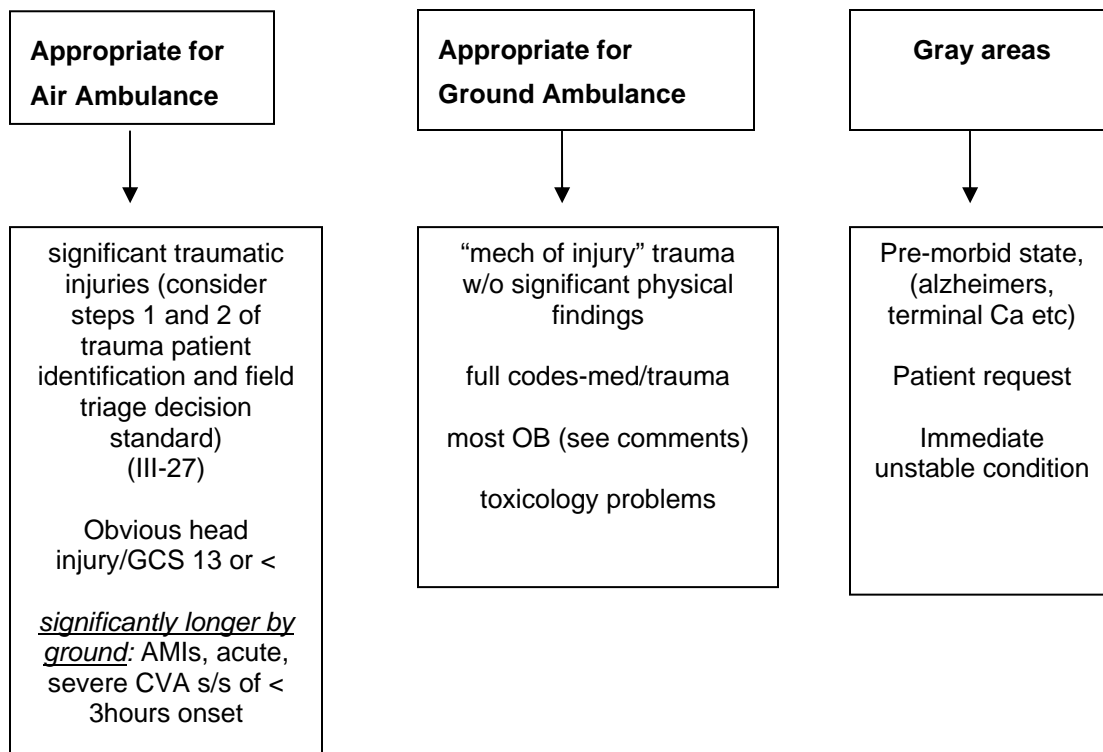 Appropriate for
Air Ambulance
Appropriate for
Ground Ambulance
Gray areas
significant traumatic
injuries (consider
steps 1 and 2 of
trauma patient
identification and field
triage decision
standard)
(III-27)
Obvious head
injury/GCS 13 or <
significantly longer by
ground: AMIs, acute,
severe CVA s/s of <
3hours onset
“mech of injury” trauma
w/o significant physical
findings
full codes-med/trauma
most OB (see comments)
toxicology problems
Pre-morbid state,
(alzheimers,
terminal Ca etc)
Patient request
Immediate
unstable condition